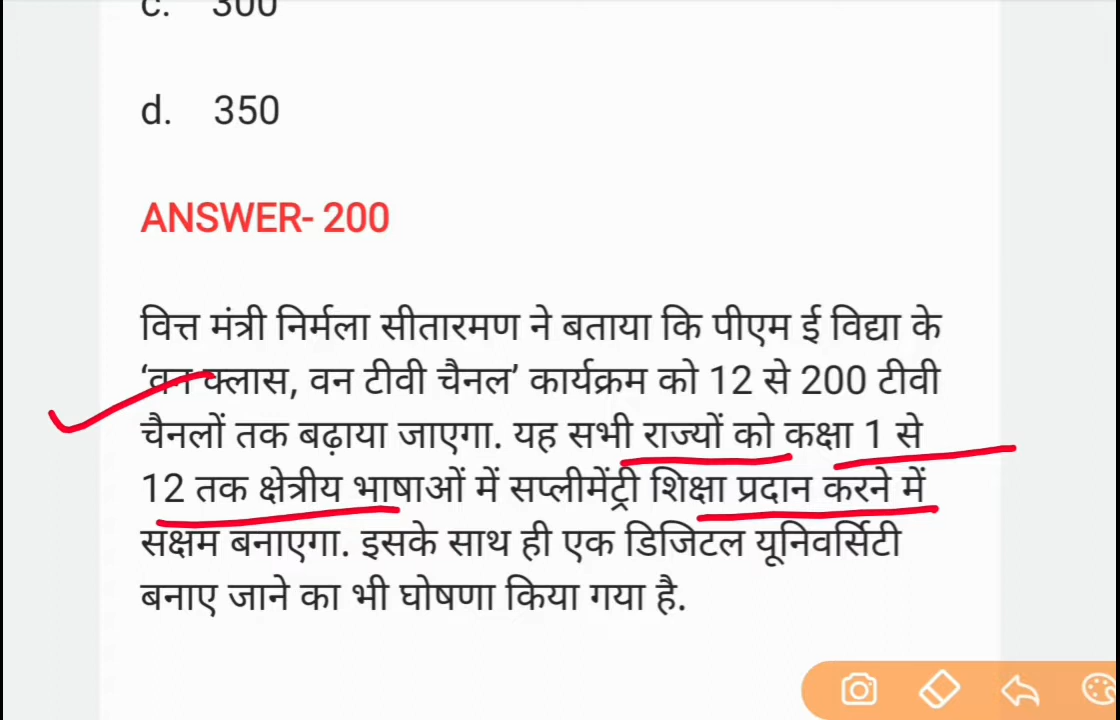 c. 300
d. 350
ANSWER- 200
वित्त मंत्री निर्मला सीतारमण ने बताया कि पीएम ई विद्या के
‘वन क्लास, वन टीवी चैनल’ कार्यक्रम को 12 से 200 टीवी
चैनलों तक बढ़ाया जाएगा. यह सभी राज्यों को कक्षा 1 से
12 तक क्षेत्रीय भाषाओं में सप्लीमेंट्री शिक्षा प्रदान करने में
सक्षम बनाएगा. इसके साथ ही एक डिजिटल यूनिवर्सिटी
बनाए जाने का भी घोषणा किया गया है.